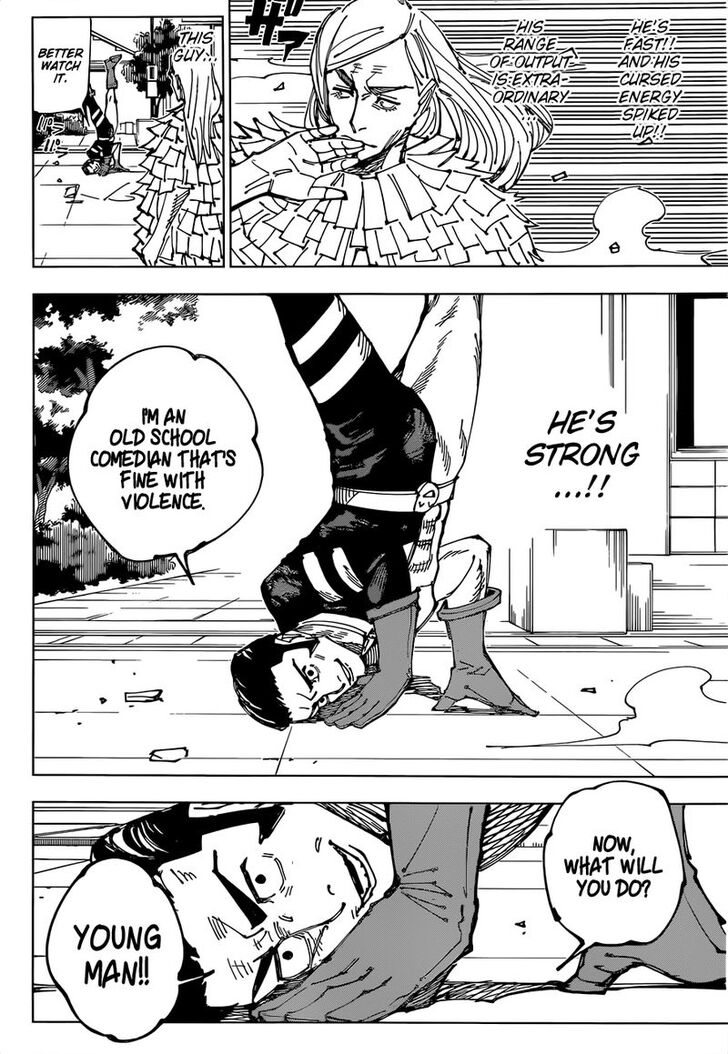 HE'S
FAST!!
AND HIS
CURSED
ENERGY
SPIKED
UP!!
HIS
RANGE
OF OUTPUT
IS EXTRA-
ORDINARY
...
THIS
GUY...
BETTER
WATCH
IT.
HE'S
STRONG
...!!
I'M AN
OLD SCHOOL
COMEDIAN THAT'S
FINE WITH
VIOLENCE.
NOW,
WHAT WILL
YOU DO?
YOUNG
MAN!!